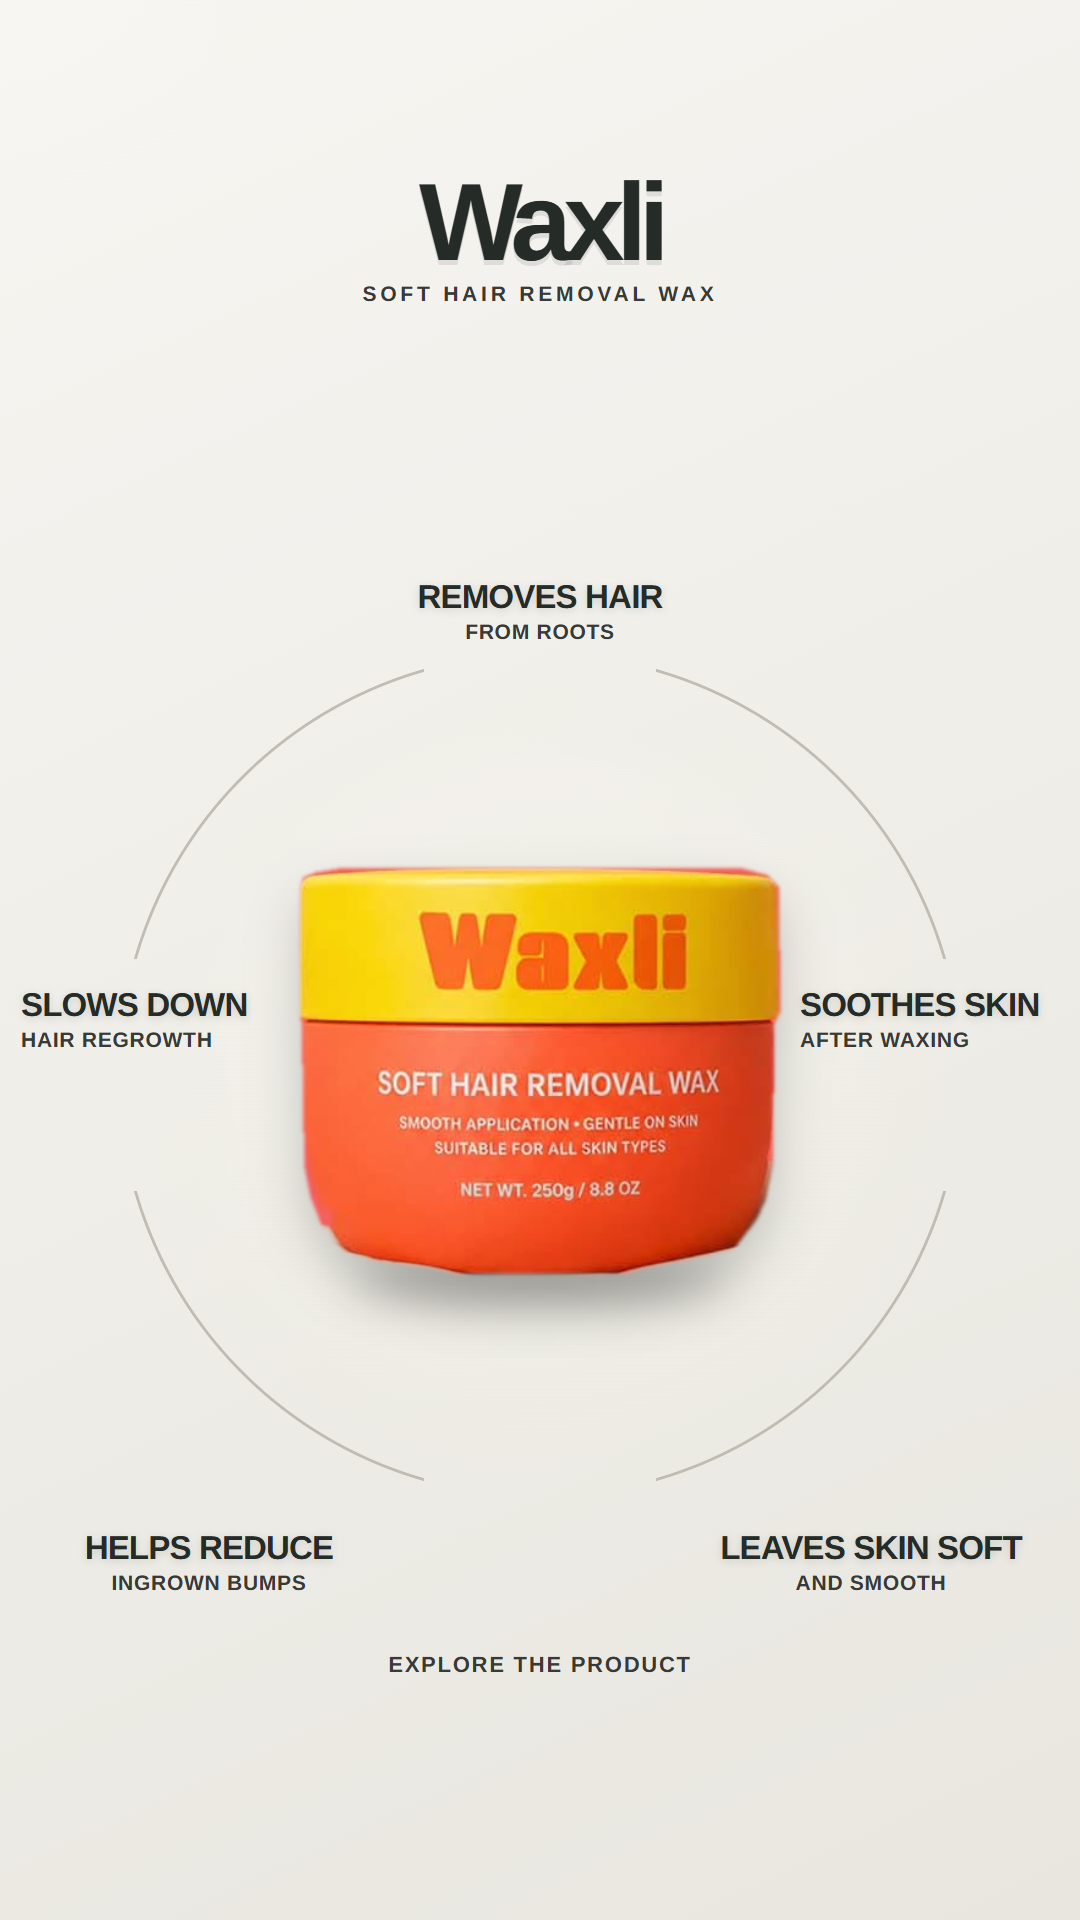 Waxli
SOFT HAIR REMOVAL WAX
REMOVES HAIR
FROM ROOTS
SLOWS DOWN
HAIR REGROWTH
SOOTHES SKIN
AFTER WAXING
Waxli
SOFT HAIR REMOVAL WAX
SMOOTH APPLICATION • GENTLE ON SKIN
SUITABLE FOR ALL SKIN TYPES
NET WT. 250g / 8.8 OZ
HELPS REDUCE
INGROWN BUMPS
LEAVES SKIN SOFT
AND SMOOTH
EXPLORE THE PRODUCT